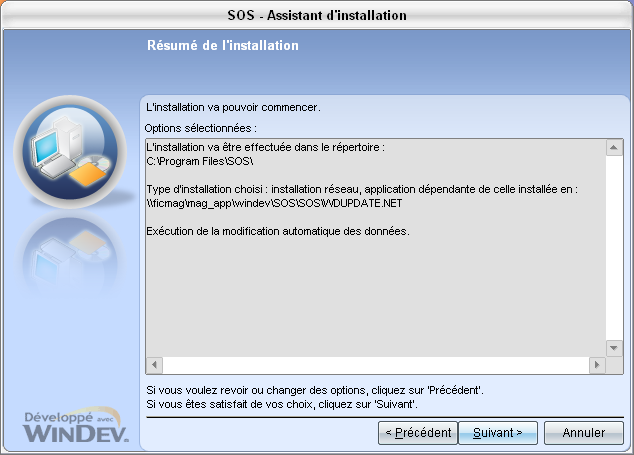 SOS - Assistant d'installation
Résumé de l'installation
L'installation va pouvoir commencer.
Options sélectionnées :
L'installation va être effectuée dans le répertoire :
C:\Program Files\SOS\
Type d'installation choisi : installation réseau, application dépendante de celle installée en :
\\ficmag\mag_app\windev\SOS\SOS\WDUPDATE.NET
Exécution de la modification automatique des données.
Si vous voulez revoir ou changer des options, cliquez sur 'Précédent'.
Si vous êtes satisfait de vos choix, cliquez sur 'Suivant'.
Développé avec
WINDEV.
< Précédent
Suivant >
Annuler